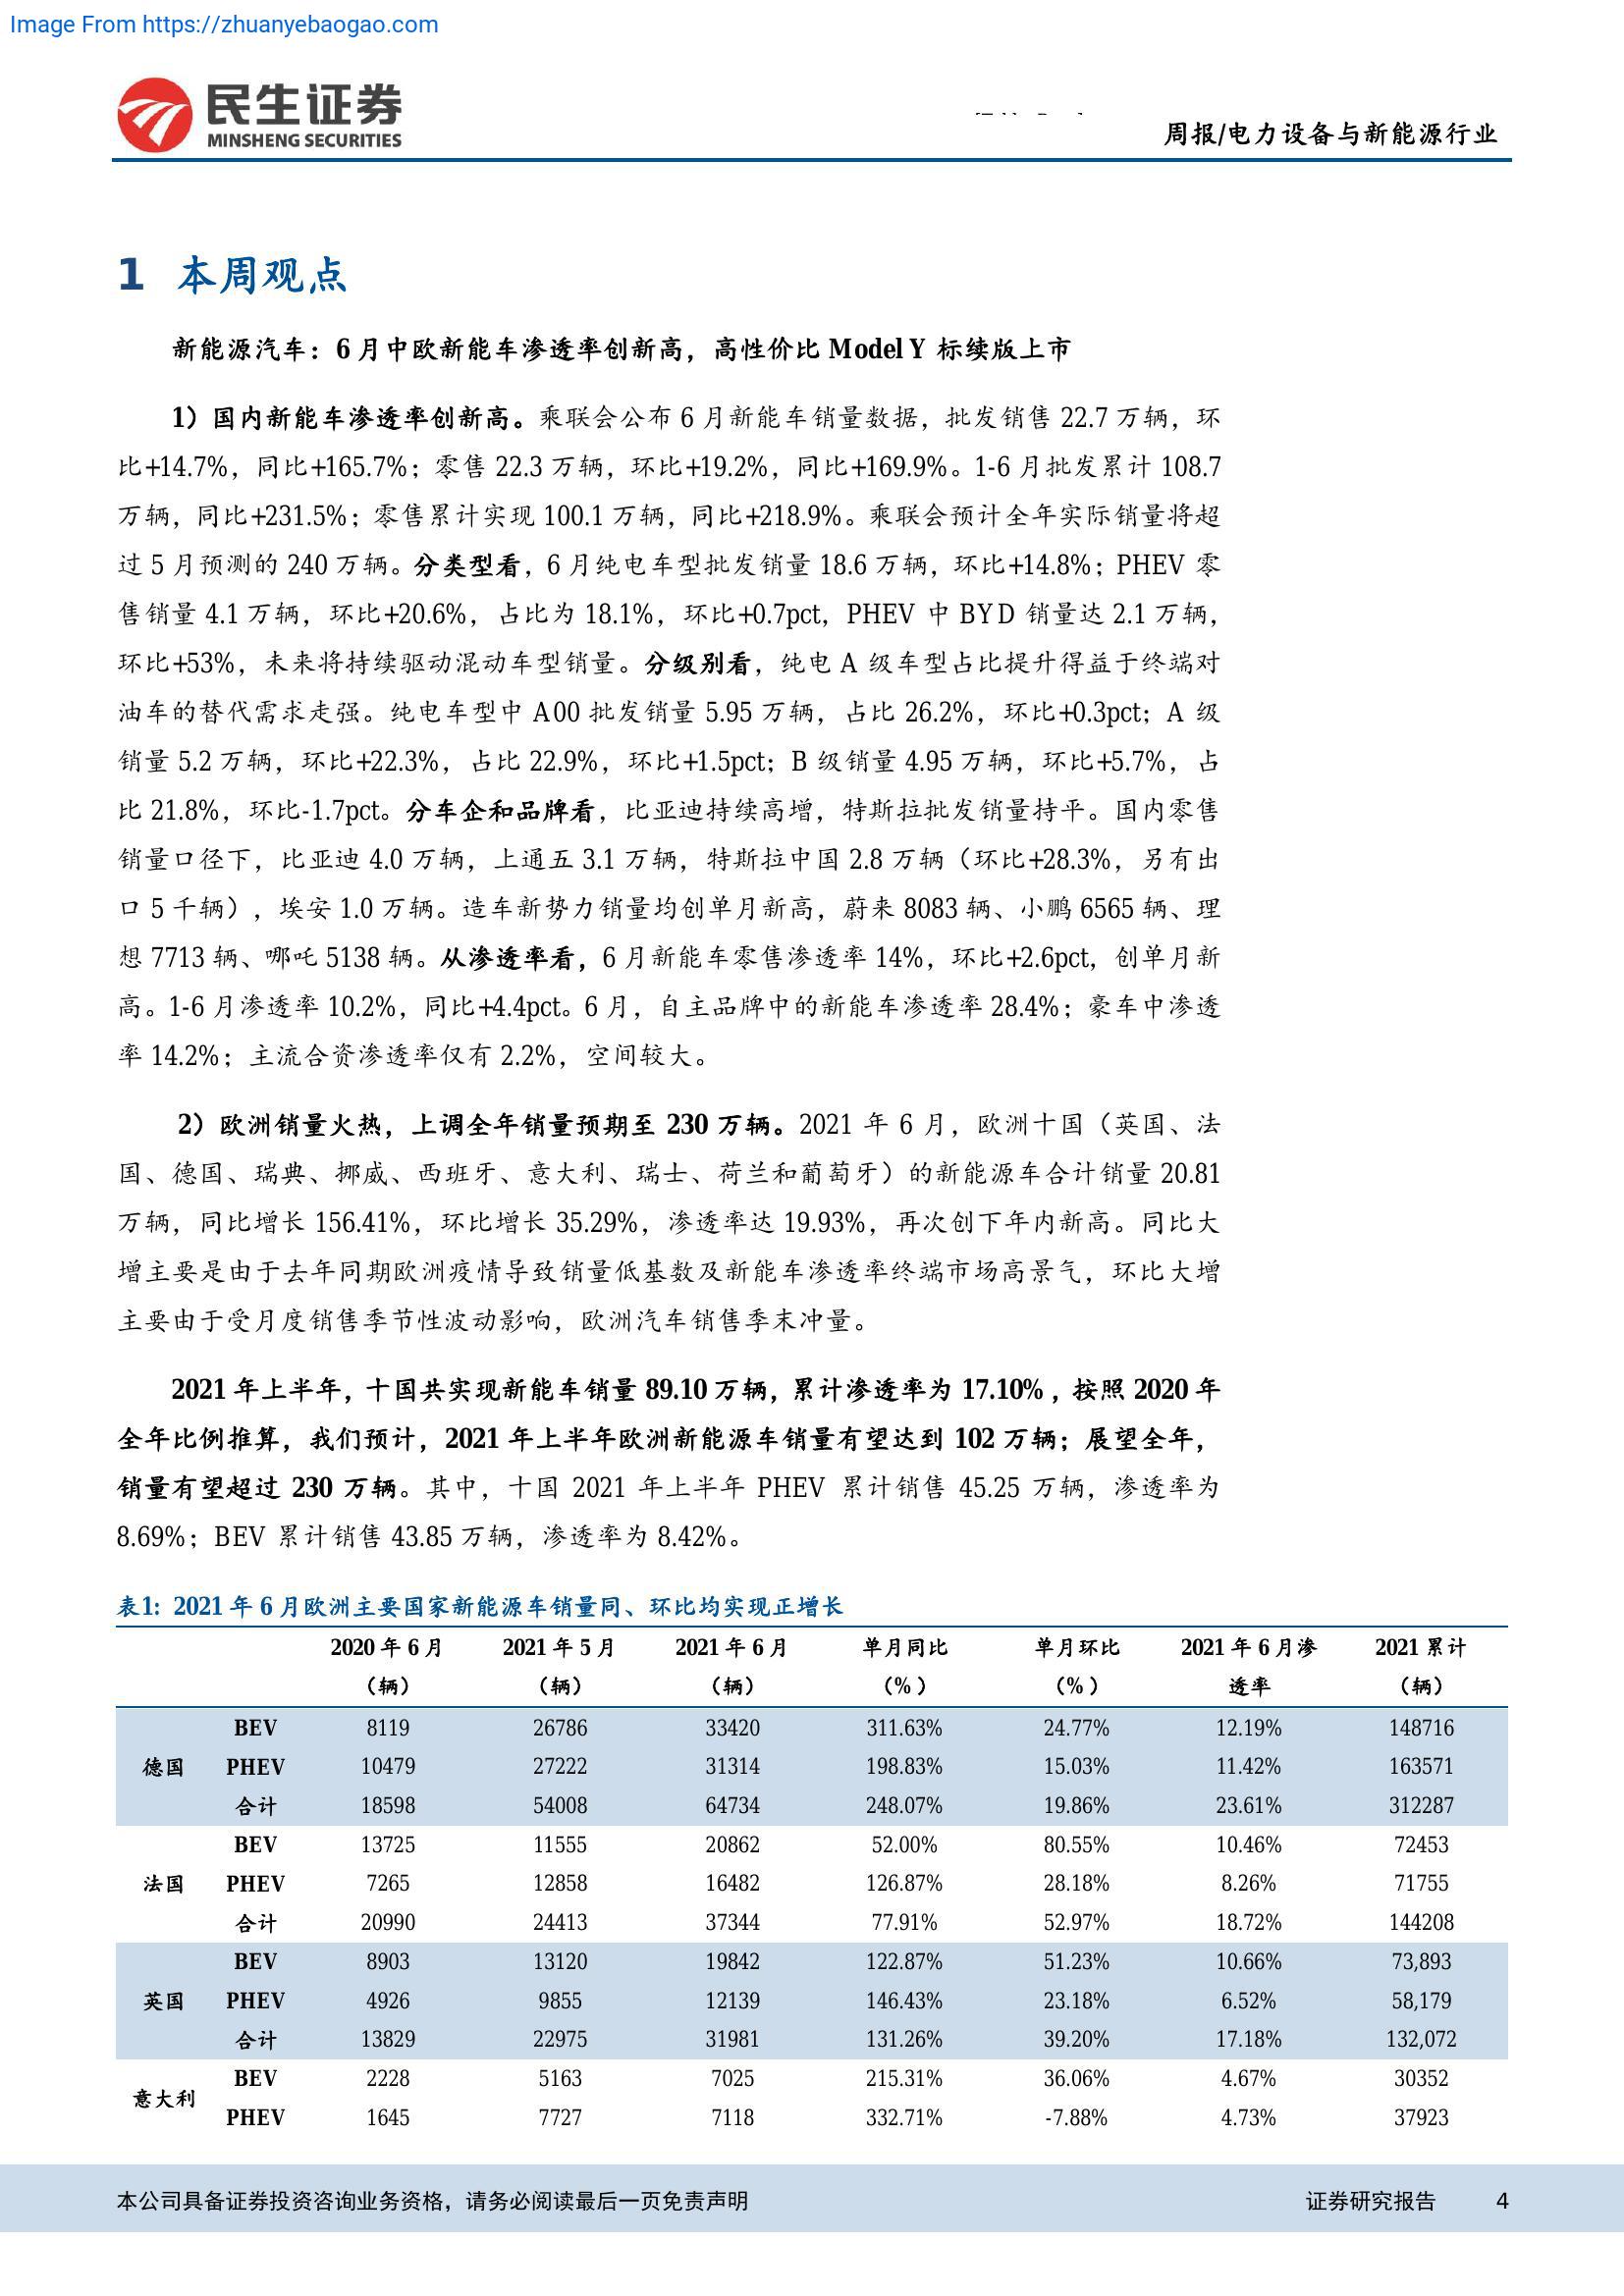 Image From https://zhuanyebaogao.com
民生证券
MINSHENG SECURITIES
周报/电力设备与新能源行业
1 本周观点
新能源汽车：6 月中欧新能车渗透率创新高，高性价比 Model Y 标续版上市
1）国内新能车渗透率创新高。乘联会公布 6 月新能车销量数据，批发销售 22.7 万辆，环
比+14.7%，同比+165.7%；零售 22.3 万辆，环比+19.2%，同比+169.9%。1-6 月批发累计 108.7
万辆，同比+231.5%；零售累计实现 100.1 万辆，同比+218.9%。乘联会预计全年实际销量将超
过 5 月预测的 240 万辆。分类型看，6 月纯电车型批发销量 18.6 万辆，环比+14.8%；PHEV 零
售销量 4.1 万辆，环比+20.6%，占比为 18.1%，环比+0.7pct，PHEV 中 BYD 销量达 2.1 万辆，
环比+53%，未来将持续驱动混动车型销量。分级别看，纯电 A 级车型占比提升得益于终端对
油车的替代需求走强。纯电车型中 A00 批发销量 5.95 万辆，占比 26.2%，环比+0.3pct；A 级
销量 5.2 万辆，环比+22.3%，占比 22.9%，环比+1.5pct；B 级销量 4.95 万辆，环比+5.7%，占
比 21.8%，环比-1.7pct。分车企和品牌看，比亚迪持续高增，特斯拉批发销量持平。国内零售
销量口径下，比亚迪 4.0 万辆，上通五 3.1 万辆，特斯拉中国 2.8 万辆（环比+28.3%，另有出
口 5 千辆），埃安 1.0 万辆。造车新势力销量均创单月新高，蔚来 8083 辆、小鹏 6565 辆、理
想 7713 辆、哪吒 5138 辆。从渗透率看，6 月新能车零售渗透率 14%，环比+2.6pct，创单月新
高。1-6 月渗透率 10.2%，同比+4.4pct。6 月，自主品牌中的新能车渗透率 28.4%；豪车中渗透
率 14.2%；主流合资渗透率仅有 2.2%，空间较大。
2）欧洲销量火热，上调全年销量预期至 230 万辆。2021 年 6 月，欧洲十国（英国、法
国、德国、瑞典、挪威、西班牙、意大利、瑞士、荷兰和葡萄牙）的新能源车合计销量 20.81
万辆，同比增长 156.41%，环比增长 35.29%，渗透率达 19.93%，再次创下年内新高。同比大
增主要是由于去年同期欧洲疫情导致销量低基数及新能车渗透率终端市场高景气，环比大增
主要由于受月度销售季节性波动影响，欧洲汽车销售季末冲量。
2021 年上半年，十国共实现新能车销量 89.10 万辆，累计渗透率为 17.10%，按照 2020 年
全年比例推算，我们预计，2021 年上半年欧洲新能源车销量有望达到 102 万辆；展望全年，
销量有望超过 230 万辆。其中，十国 2021 年上半年 PHEV 累计销售 45.25 万辆，渗透率为
8.69%；BEV 累计销售 43.85 万辆，渗透率为 8.42%。
表1：2021 年 6 月欧洲主要国家新能源车销量同、环比均实现正增长
2020 年 6 月 2021 年 5 月 2021 年 6 月 单月同比 单月环比 2021 年 6 月渗 2021 累计
（辆） （辆） （辆） （%） （%） 透率 （辆）
BEV 8119 26786 33420 311.63% 24.77% 12.19% 148716
德国 PHEV 10479 27222 31314 198.83% 15.03% 11.42% 163571
合计 18598 54008 64734 248.07% 19.86% 23.61% 312287
BEV 13725 11555 20862 52.00% 80.55% 10.46% 72453
法国 PHEV 7265 12858 16482 126.87% 28.18% 8.26% 71755
合计 20990 24413 37344 77.91% 52.97% 18.72% 144208
BEV 8903 13120 19842 122.87% 51.23% 10.66% 73,893
英国 PHEV 4926 9855 12139 146.43% 23.18% 6.52% 58,179
合计 13829 22975 31981 131.26% 39.20% 17.18% 132,072
BEV 2228 5163 7025 215.31% 36.06% 4.67% 30352
意大利 PHEV 1645 7727 7118 332.71% -7.88% 4.73% 37923
本公司具备证券投资咨询业务资格，请务必阅读最后一页免责声明 证券研究报告 4